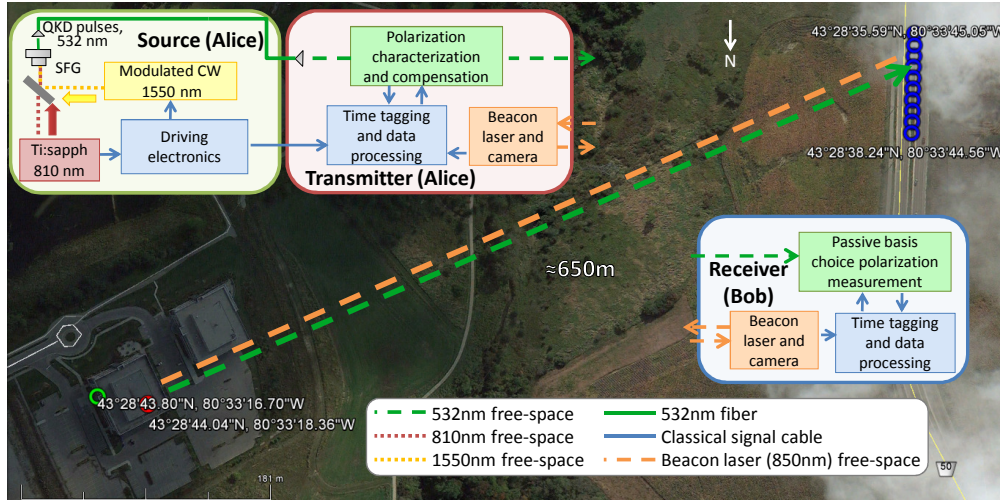 QKD pulses,
532 nm
SFG
Source (Alice)
Modulated CW
1550 nm
Ti:sapph
810 nm
Driving
electronics
Polarization
characterization
and compensation
Time tagging
and data
processing
Beacon
laser and
camera
Transmitter (Alice)
N
43°28'35.59"N, 80°33'45.05"W
43°28'38.24"N, 80°33'44.56"W
≈650m
Receiver
(Bob)
Passive basis
choice polarization
measurement
Beacon
laser and
camera
Time tagging
and data
processing
43°28'43.80"N, 80°33'16.70"W
43°28'44.04"N, 80°33'18.36"W
532nm free-space
532nm fiber
810nm free-space
Classical signal cable
1550nm free-space
Beacon laser (850nm) free-space
181 m
50